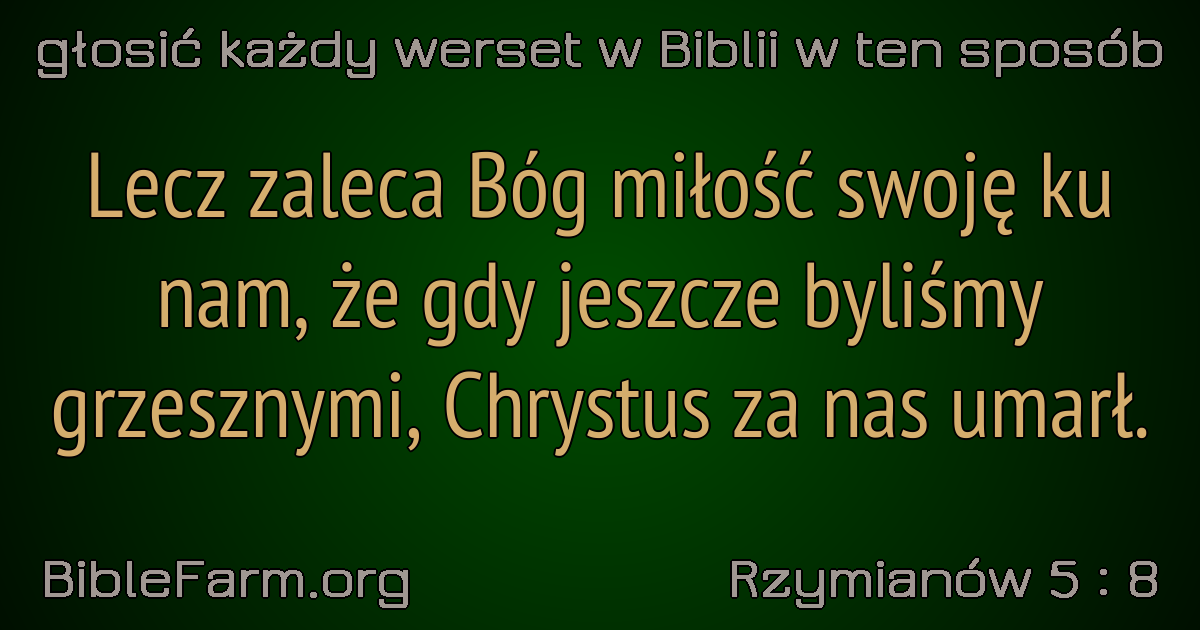 głosić każdy werset w Biblii w ten sposób
Lecz zaleca Bóg miłość swoję ku
nam, że gdy jeszcze byliśmy
grzesznymi, Chrystus za nas umarł.
BibleFarm.org
Rzymianów 5 : 8